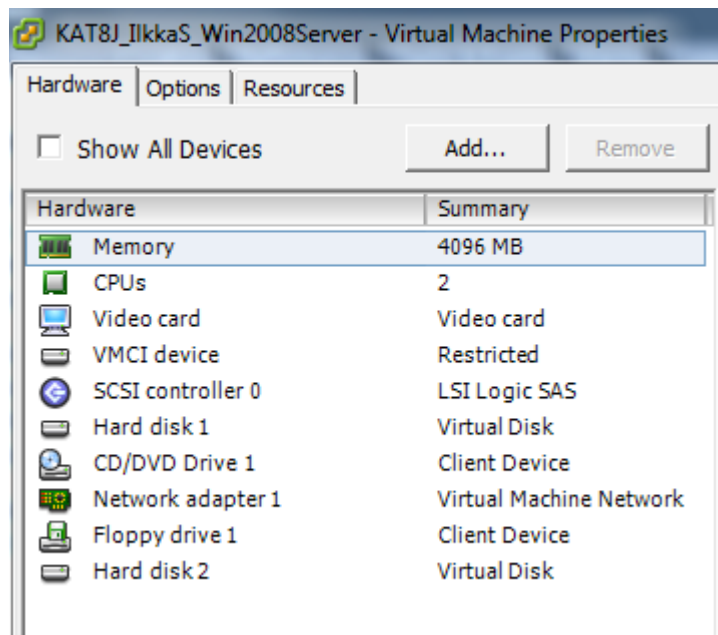 KAT8J_IlkkaS_Win2008Server - Virtual Machine Properties
Hardware Options Resources
Show All Devices Add... Remove
Hardware Summary
Memory 4096 MB
CPUs 2
Video card Video card
VMCI device Restricted
SCSI controller 0 LSI Logic SAS
Hard disk 1 Virtual Disk
CD/DVD Drive 1 Client Device
Network adapter 1 Virtual Machine Network
Floppy drive 1 Client Device
Hard disk 2 Virtual Disk